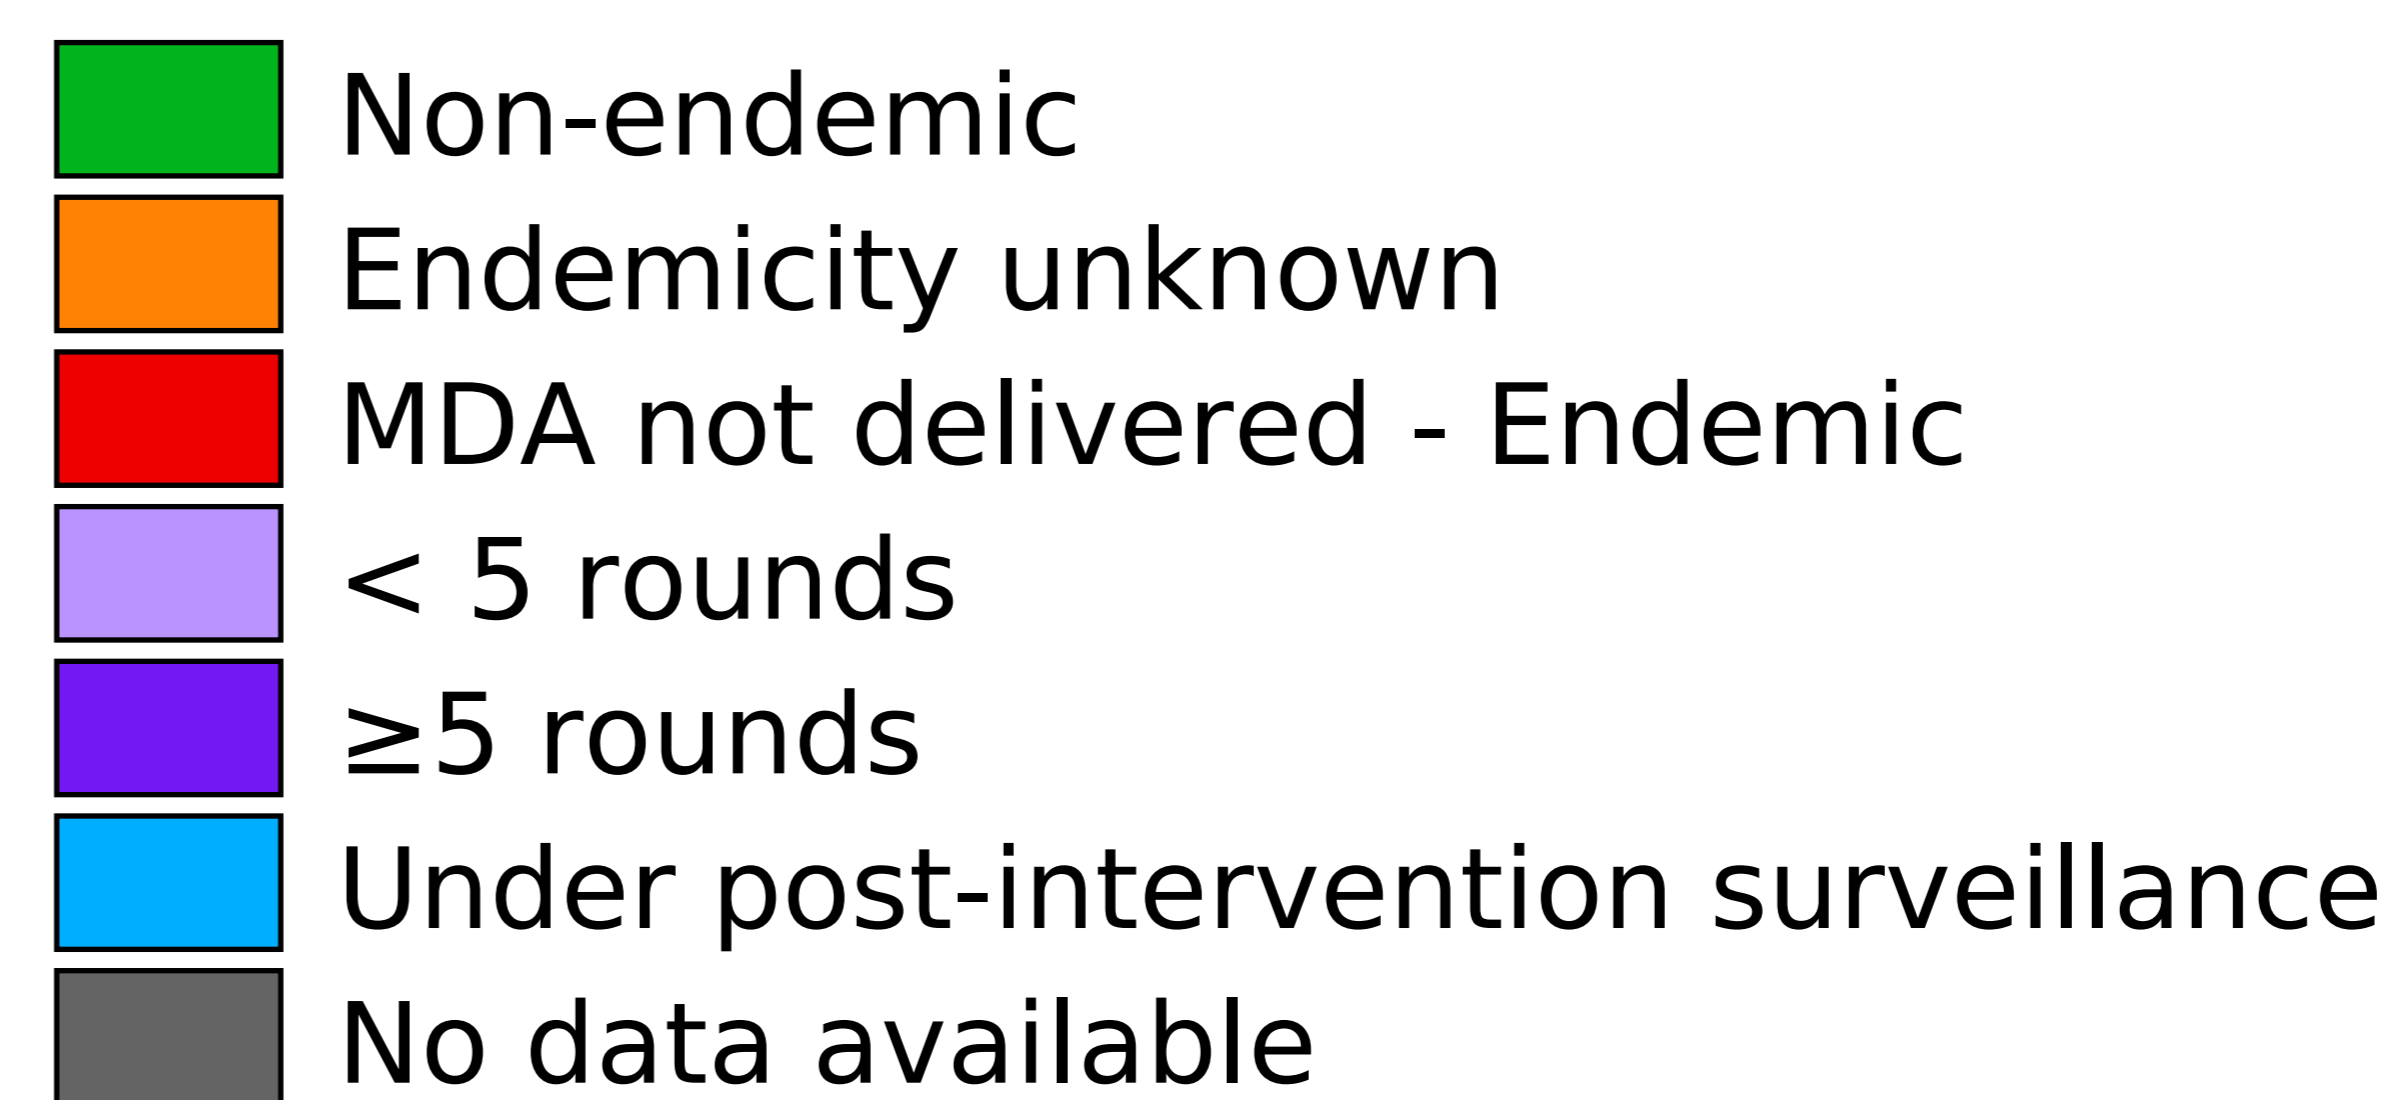 Non-endemic
Endemicity unknown
MDA not delivered - Endemic
< 5 rounds
≥5 rounds
Under post-intervention surveillance
No data available